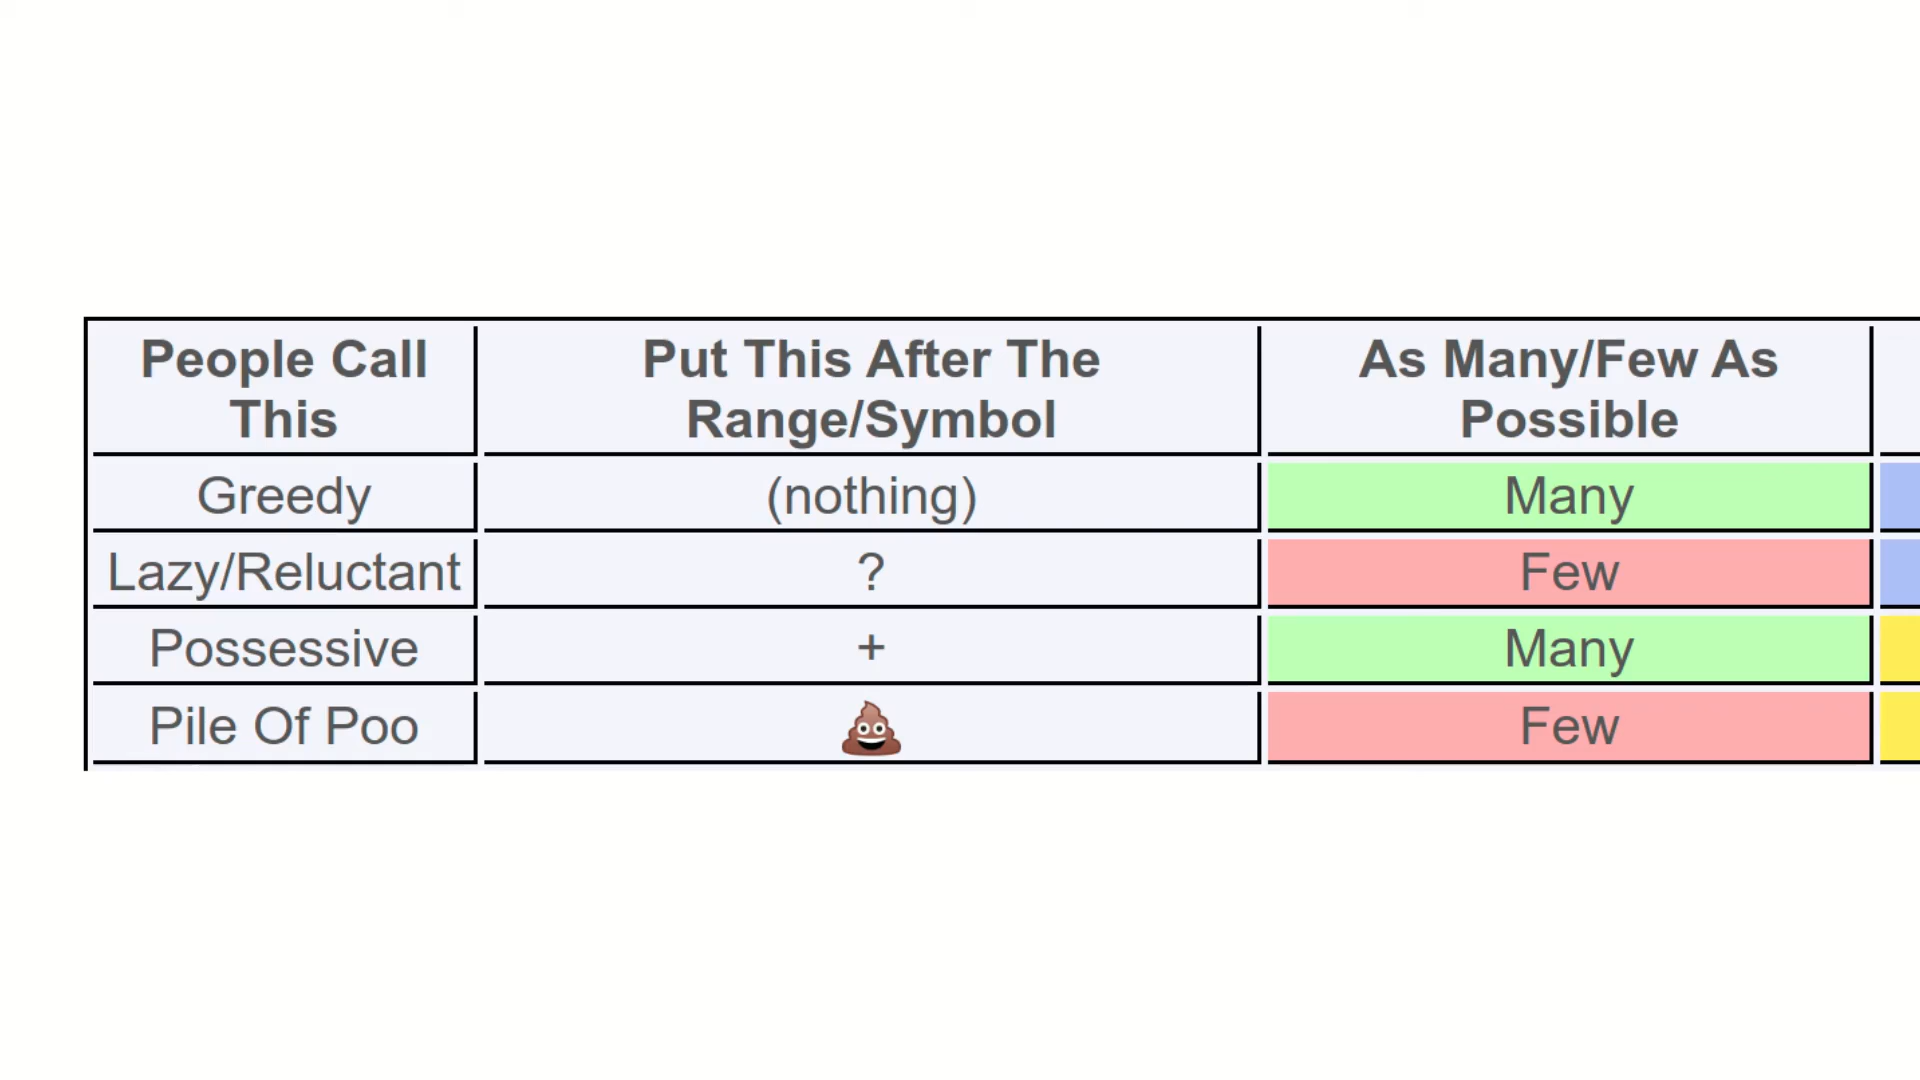 People Call This
Put This After The Range/Symbol
As Many/Few As Possible
Greedy
(nothing)
Many
Lazy/Reluctant
?
Few
Possessive
+
Many
Pile Of Poo
💩
Few